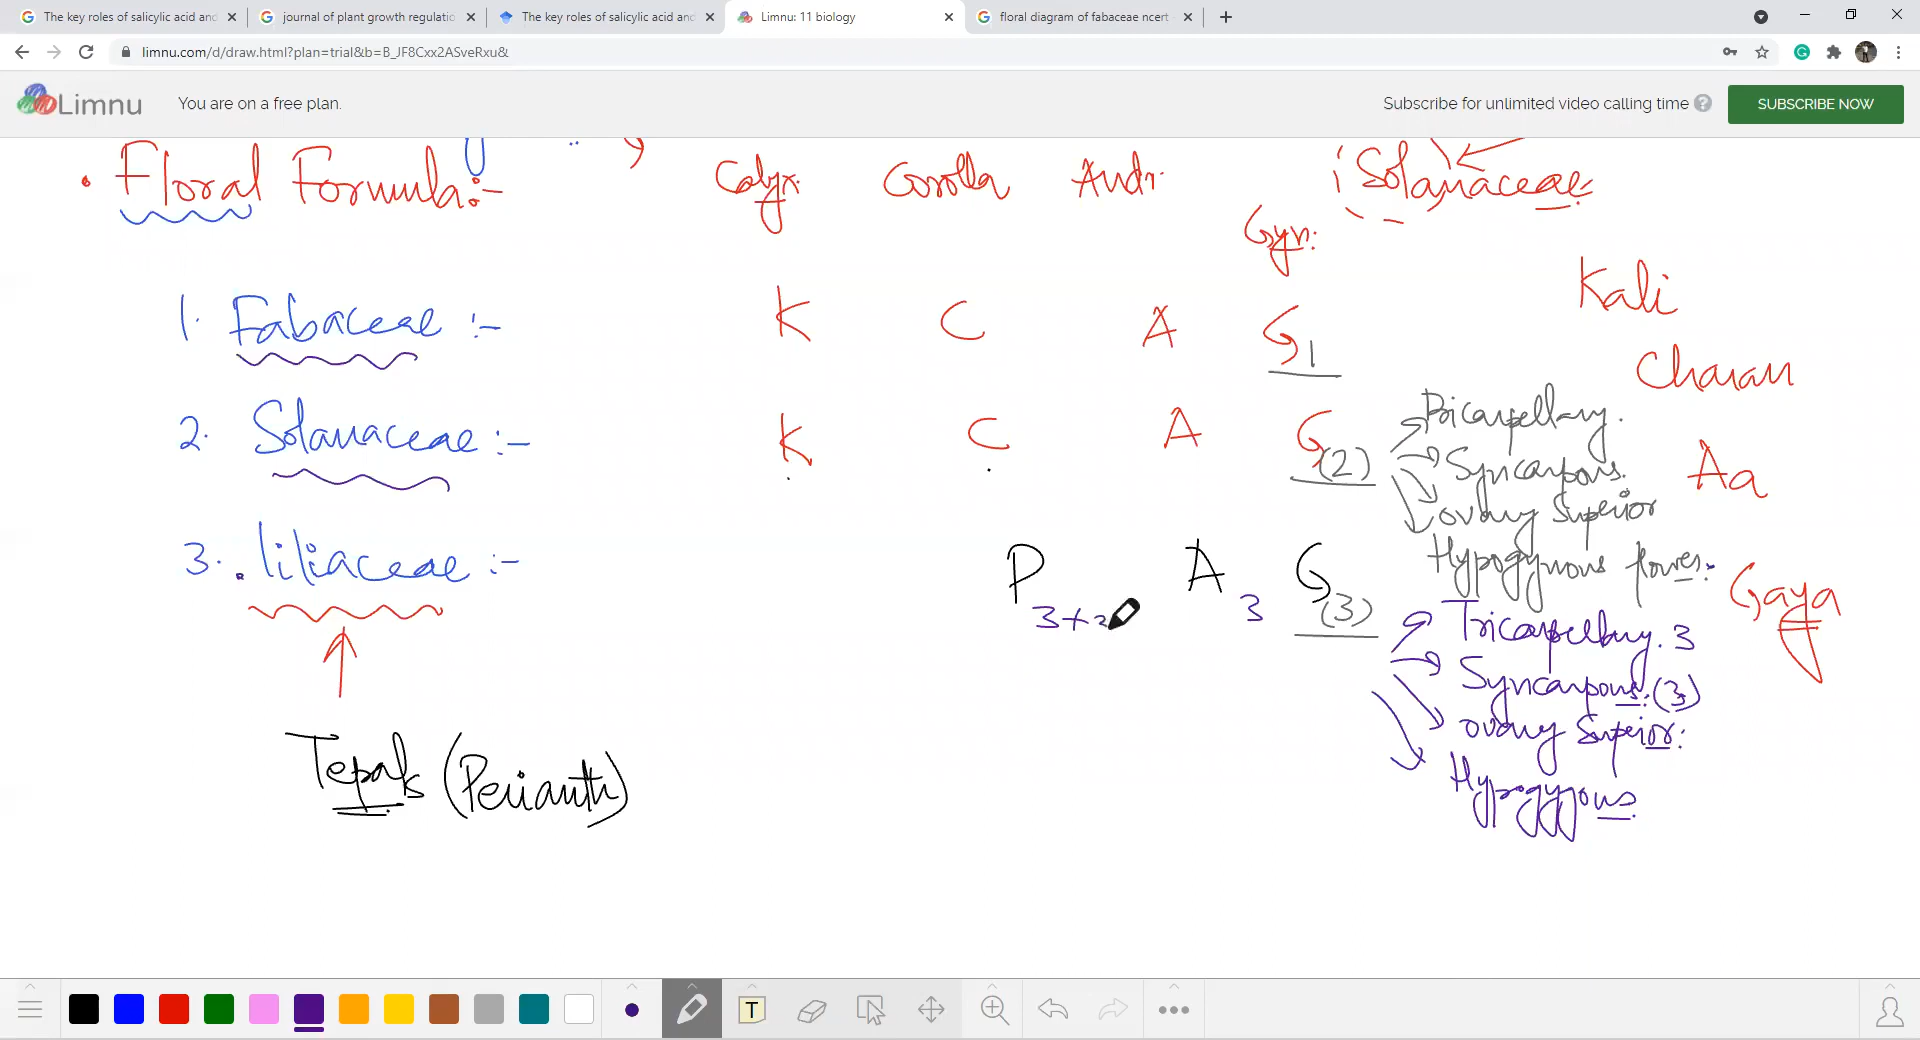 The key roles of salicylic acid and
journal of plant growth regulatio
The key roles of salicylic acid and
Limnu: 11 biology
floral diagram of fabaceae ncert
limnu.com/d/draw.html?plan=trial&b=B_JF8Cxx2ASveRxu&
Limnu
You are on a free plan.
Subscribe for unlimited video calling time ?
SUBSCRIBE NOW
• Floral Formula:-
Calyx
Corolla
Andr.
Gyn:
Solanaceae
Kali
Charan
Aa
Gaya
1. Fabaceae :-
K C A G1
2. Solanaceae :-
K C A G(2)
Bicarpellary.
Syncarpous.
Ovary Superior
Hypogynous flowers.
3. liliaceae :-
P3+ A3 G(3)
Tricarpellary. 3
Syncarpous: (3)
Ovary Superior:
Hypogygous
Tepals (Perianth)
T